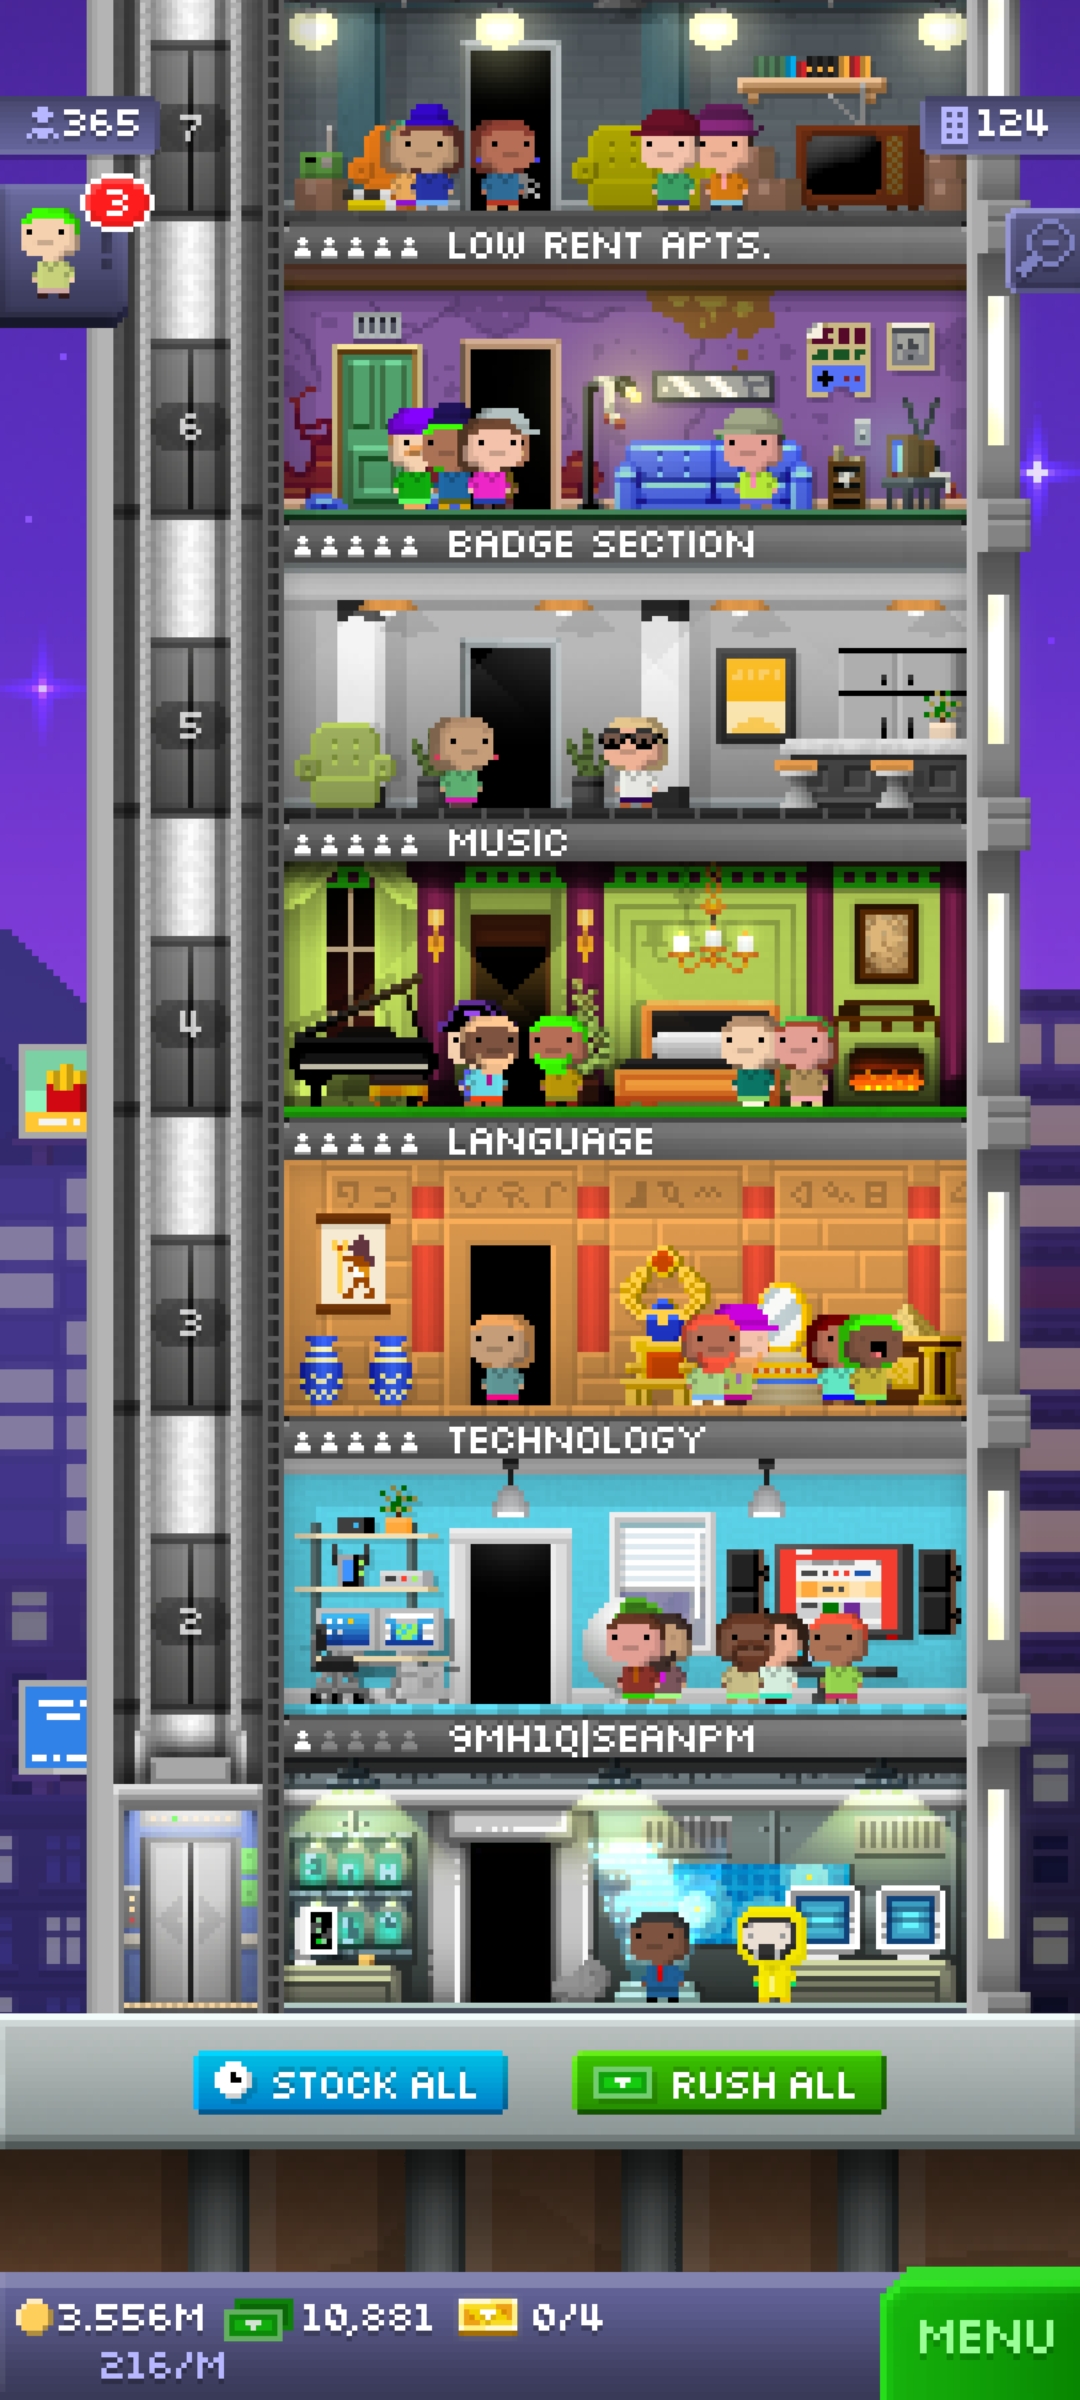 365
7
124
3
LOW RENT APTS.
6
BADGE SECTION
5
MUSIC
4
LANGUAGE
3
TECHNOLOGY
2
9MH1Q|SEANPM
STOCK ALL
RUSH ALL
3.556M
10,881
0/4
216/M
MENU